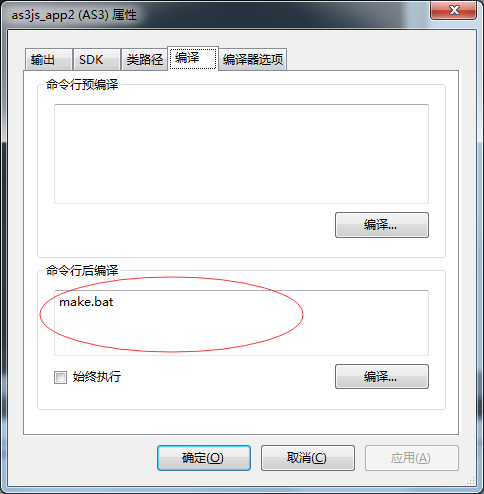 as3js_app2 (AS3) 属性
输出 SDK 类路径 编译 编译器选项
命令行预编译
编译...
命令行后编译
make.bat
始终执行 编译...
确定(O) 取消(C) 应用(A)